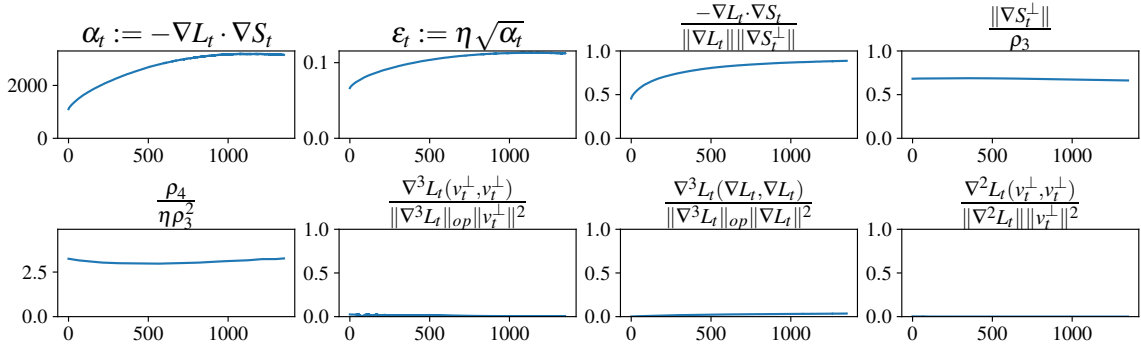 α_t := −∇L_t · ∇S_t
2000
0
0 500 1000
ε_t := η√α_t
0.1
0.0
0 500 1000
−∇L_t·∇S_t
‖∇L_t‖‖∇S_t^⊥‖
1.0
0.5
0.0
0 500 1000
‖∇S_t^⊥‖
ρ_3
1.0
0.5
0.0
0 500 1000
ρ_4
ηρ_3^2
2.5
0.0
0 500 1000
∇^3L_t(v_t^⊥,v_t^⊥)
‖∇^3L_t‖_op‖v_t^⊥‖^2
1.0
0.5
0.0
0 500 1000
∇^3L_t(∇L_t,∇L_t)
‖∇^3L_t‖_op‖∇L_t‖^2
1.0
0.5
0.0
0 500 1000
∇^2L_t(v_t^⊥,v_t^⊥)
‖∇^2L_t‖‖v_t^⊥‖^2
1.0
0.5
0.0
0 500 1000